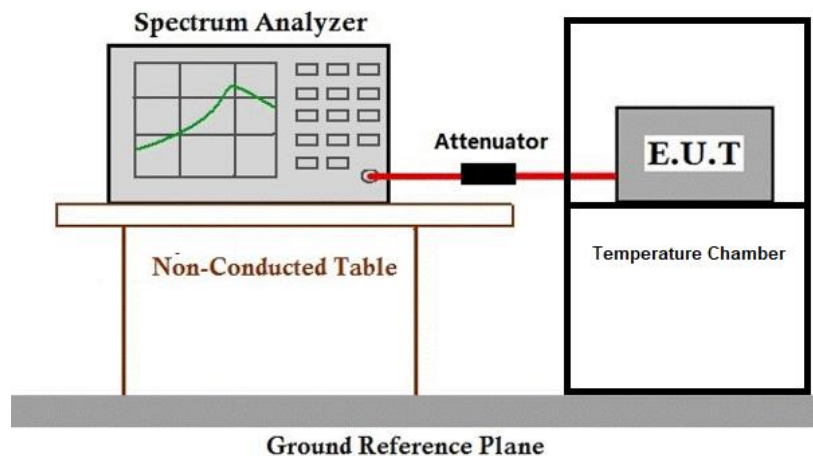 Spectrum Analyzer
Attenuator
E.U.T
Temperature Chamber
Non-Conducted Table
Ground Reference Plane